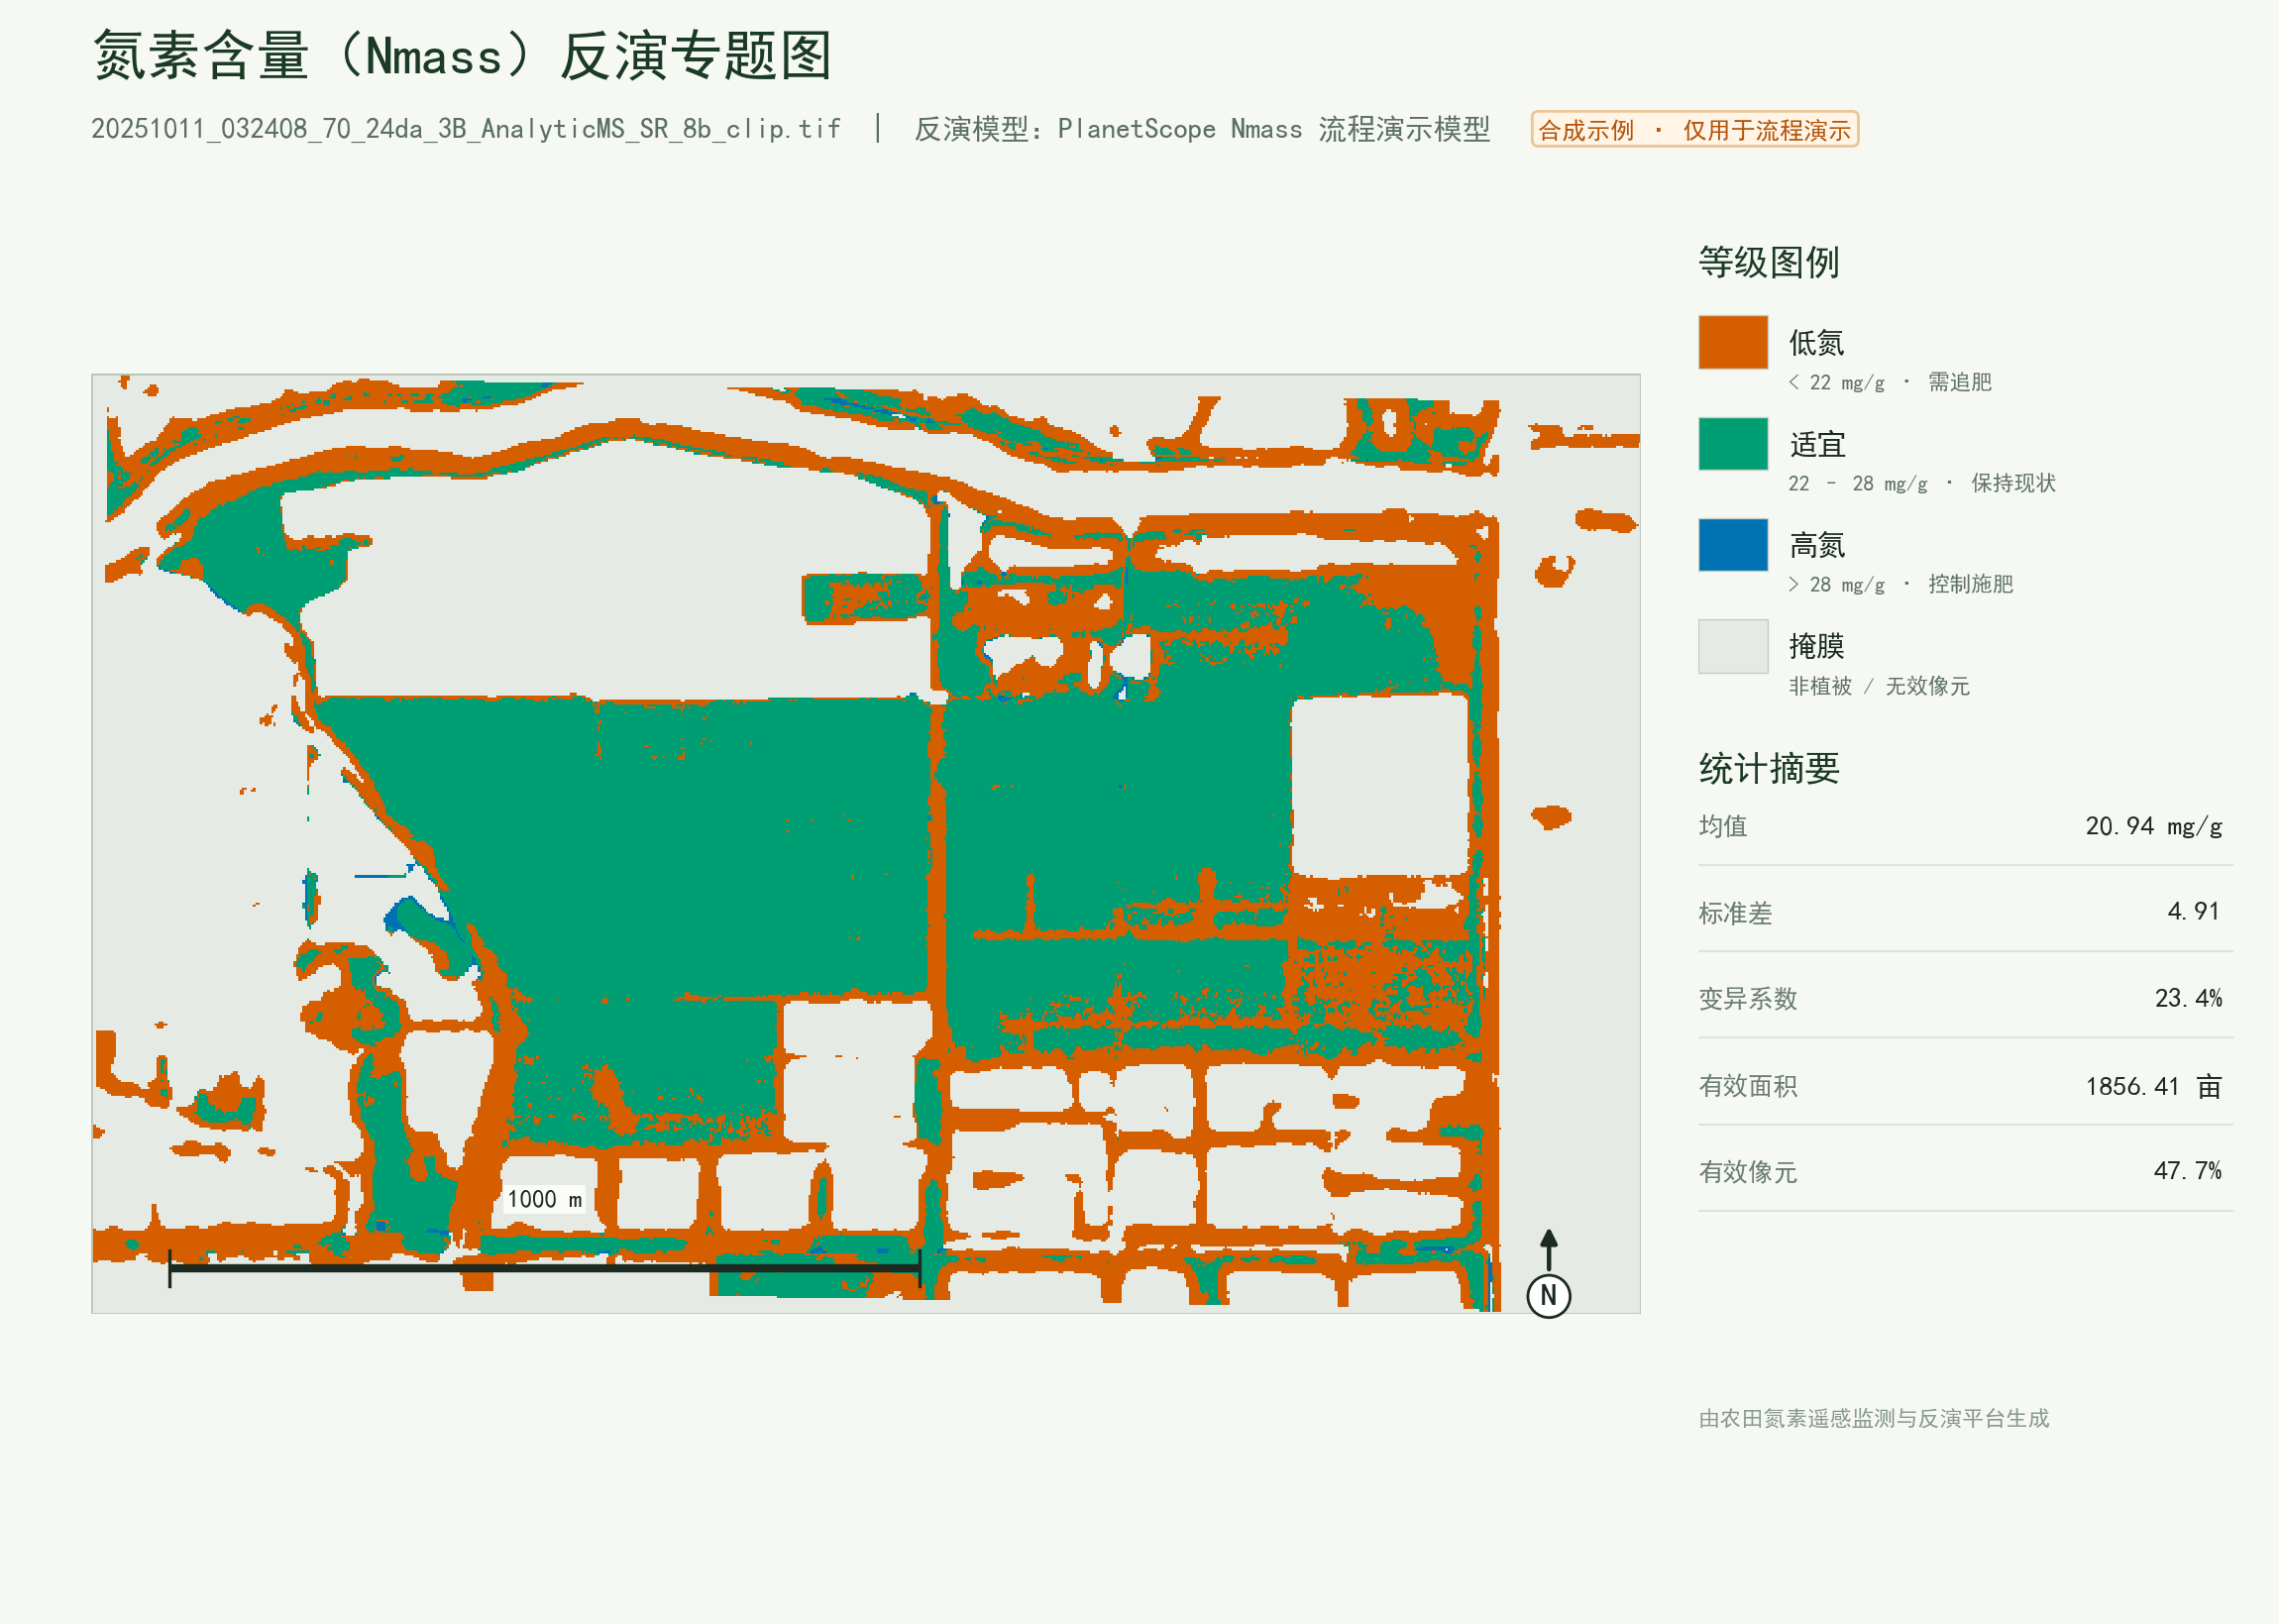 氮素含量（Nmass）反演专题图
20251011_032408_70_24da_3B_AnalyticMS_SR_8b_clip.tif | 反演模型：PlanetScope Nmass 流程演示模型 合成示例 · 仅用于流程演示
等级图例
低氮
< 22 mg/g · 需追肥
适宜
22 – 28 mg/g · 保持现状
高氮
> 28 mg/g · 控制施肥
掩膜
非植被 / 无效像元
统计摘要
均值 20.94 mg/g
标准差 4.91
变异系数 23.4%
有效面积 1856.41 亩
有效像元 47.7%
1000 m
N
由农田氮素遥感监测与反演平台生成